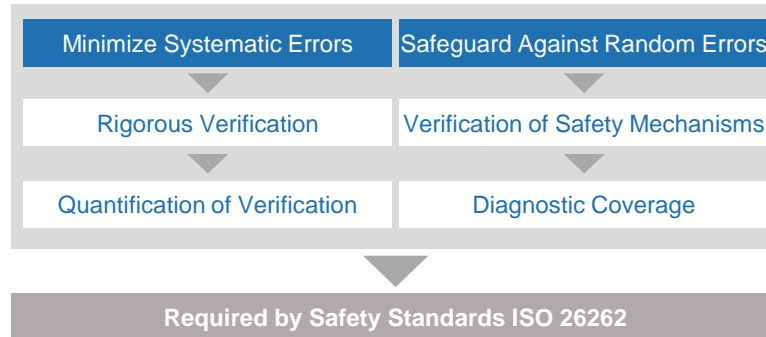 Minimize Systematic Errors
Safeguard Against Random Errors
Rigorous Verification
Verification of Safety Mechanisms
Quantification of Verification
Diagnostic Coverage
Required by Safety Standards ISO 26262